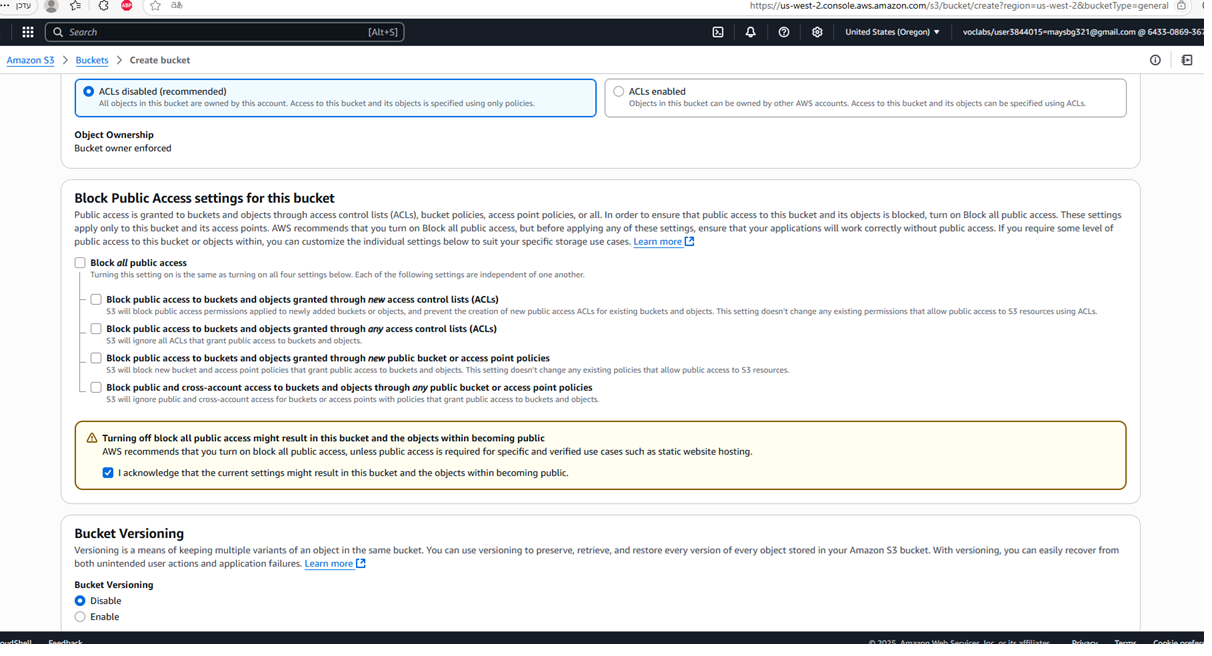 עדכן
ABP
https://us-west-2.console.aws.amazon.com/s3/bucket/create?region=us-west-2&bucketType=general
Search [Alt+S] United States (Oregon) voclabs/user3844015=maysbg321@gmail.com @ 6433-0869-367
Amazon S3 > Buckets > Create bucket
ACLs disabled (recommended)
All objects in this bucket are owned by this account. Access to this bucket and its objects is specified using only policies.
ACLs enabled
Objects in this bucket can be owned by other AWS accounts. Access to this bucket and its objects can be specified using ACLs.
Object Ownership
Bucket owner enforced
Block Public Access settings for this bucket
Public access is granted to buckets and objects through access control lists (ACLs), bucket policies, access point policies, or all. In order to ensure that public access to this bucket and its objects is blocked, turn on Block all public access. These settings
apply only to this bucket and its access points. AWS recommends that you turn on Block all public access, but before applying any of these settings, ensure that your applications will work correctly without public access. If you require some level of
public access to this bucket or objects within, you can customize the individual settings below to suit your specific storage use cases. Learn more
Block all public access
Turning this setting on is the same as turning on all four settings below. Each of the following settings are independent of one another.
Block public access to buckets and objects granted through new access control lists (ACLs)
S3 will block public access permissions applied to newly added buckets or objects, and prevent the creation of new public access ACLs for existing buckets and objects. This setting doesn't change any existing permissions that allow public access to S3 resources using ACLs.
Block public access to buckets and objects granted through any access control lists (ACLs)
S3 will ignore all ACLs that grant public access to buckets and objects.
Block public access to buckets and objects granted through new public bucket or access point policies
S3 will block new bucket and access point policies that grant public access to buckets and objects. This setting doesn't change any existing policies that allow public access to S3 resources.
Block public and cross-account access to buckets and objects through any public bucket or access point policies
S3 will ignore public and cross-account access for buckets or access points with policies that grant public access to buckets and objects.
Turning off block all public access might result in this bucket and the objects within becoming public
AWS recommends that you turn on block all public access, unless public access is required for specific and verified use cases such as static website hosting.
I acknowledge that the current settings might result in this bucket and the objects within becoming public.
Bucket Versioning
Versioning is a means of keeping multiple variants of an object in the same bucket. You can use versioning to preserve, retrieve, and restore every version of every object stored in your Amazon S3 bucket. With versioning, you can easily recover from
both unintended user actions and application failures. Learn more
Bucket Versioning
Disable
Enable
oudShell Feedback © 2025, Amazon Web Services, Inc. or its affiliates. Privacy Terms Cookie prefere